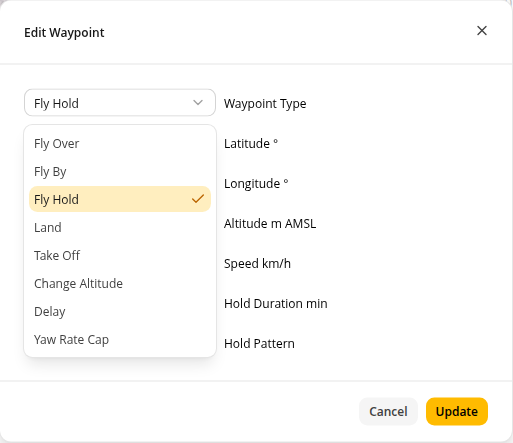 Edit Waypoint
Fly Hold
Waypoint Type
Fly Over
Latitude °
Fly By
Longitude °
Fly Hold
Land
Altitude m AMSL
Take Off
Speed km/h
Change Altitude
Hold Duration min
Delay
Yaw Rate Cap
Hold Pattern
Cancel
Update